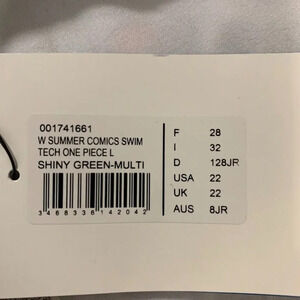 001741661
W SUMMER COMICS SWIM
TECH ONE PIECE L
SHINY GREEN-MULTI
3468336142042
F 28
I 32
D 128JR
USA 22
UK 22
AUS 8JR